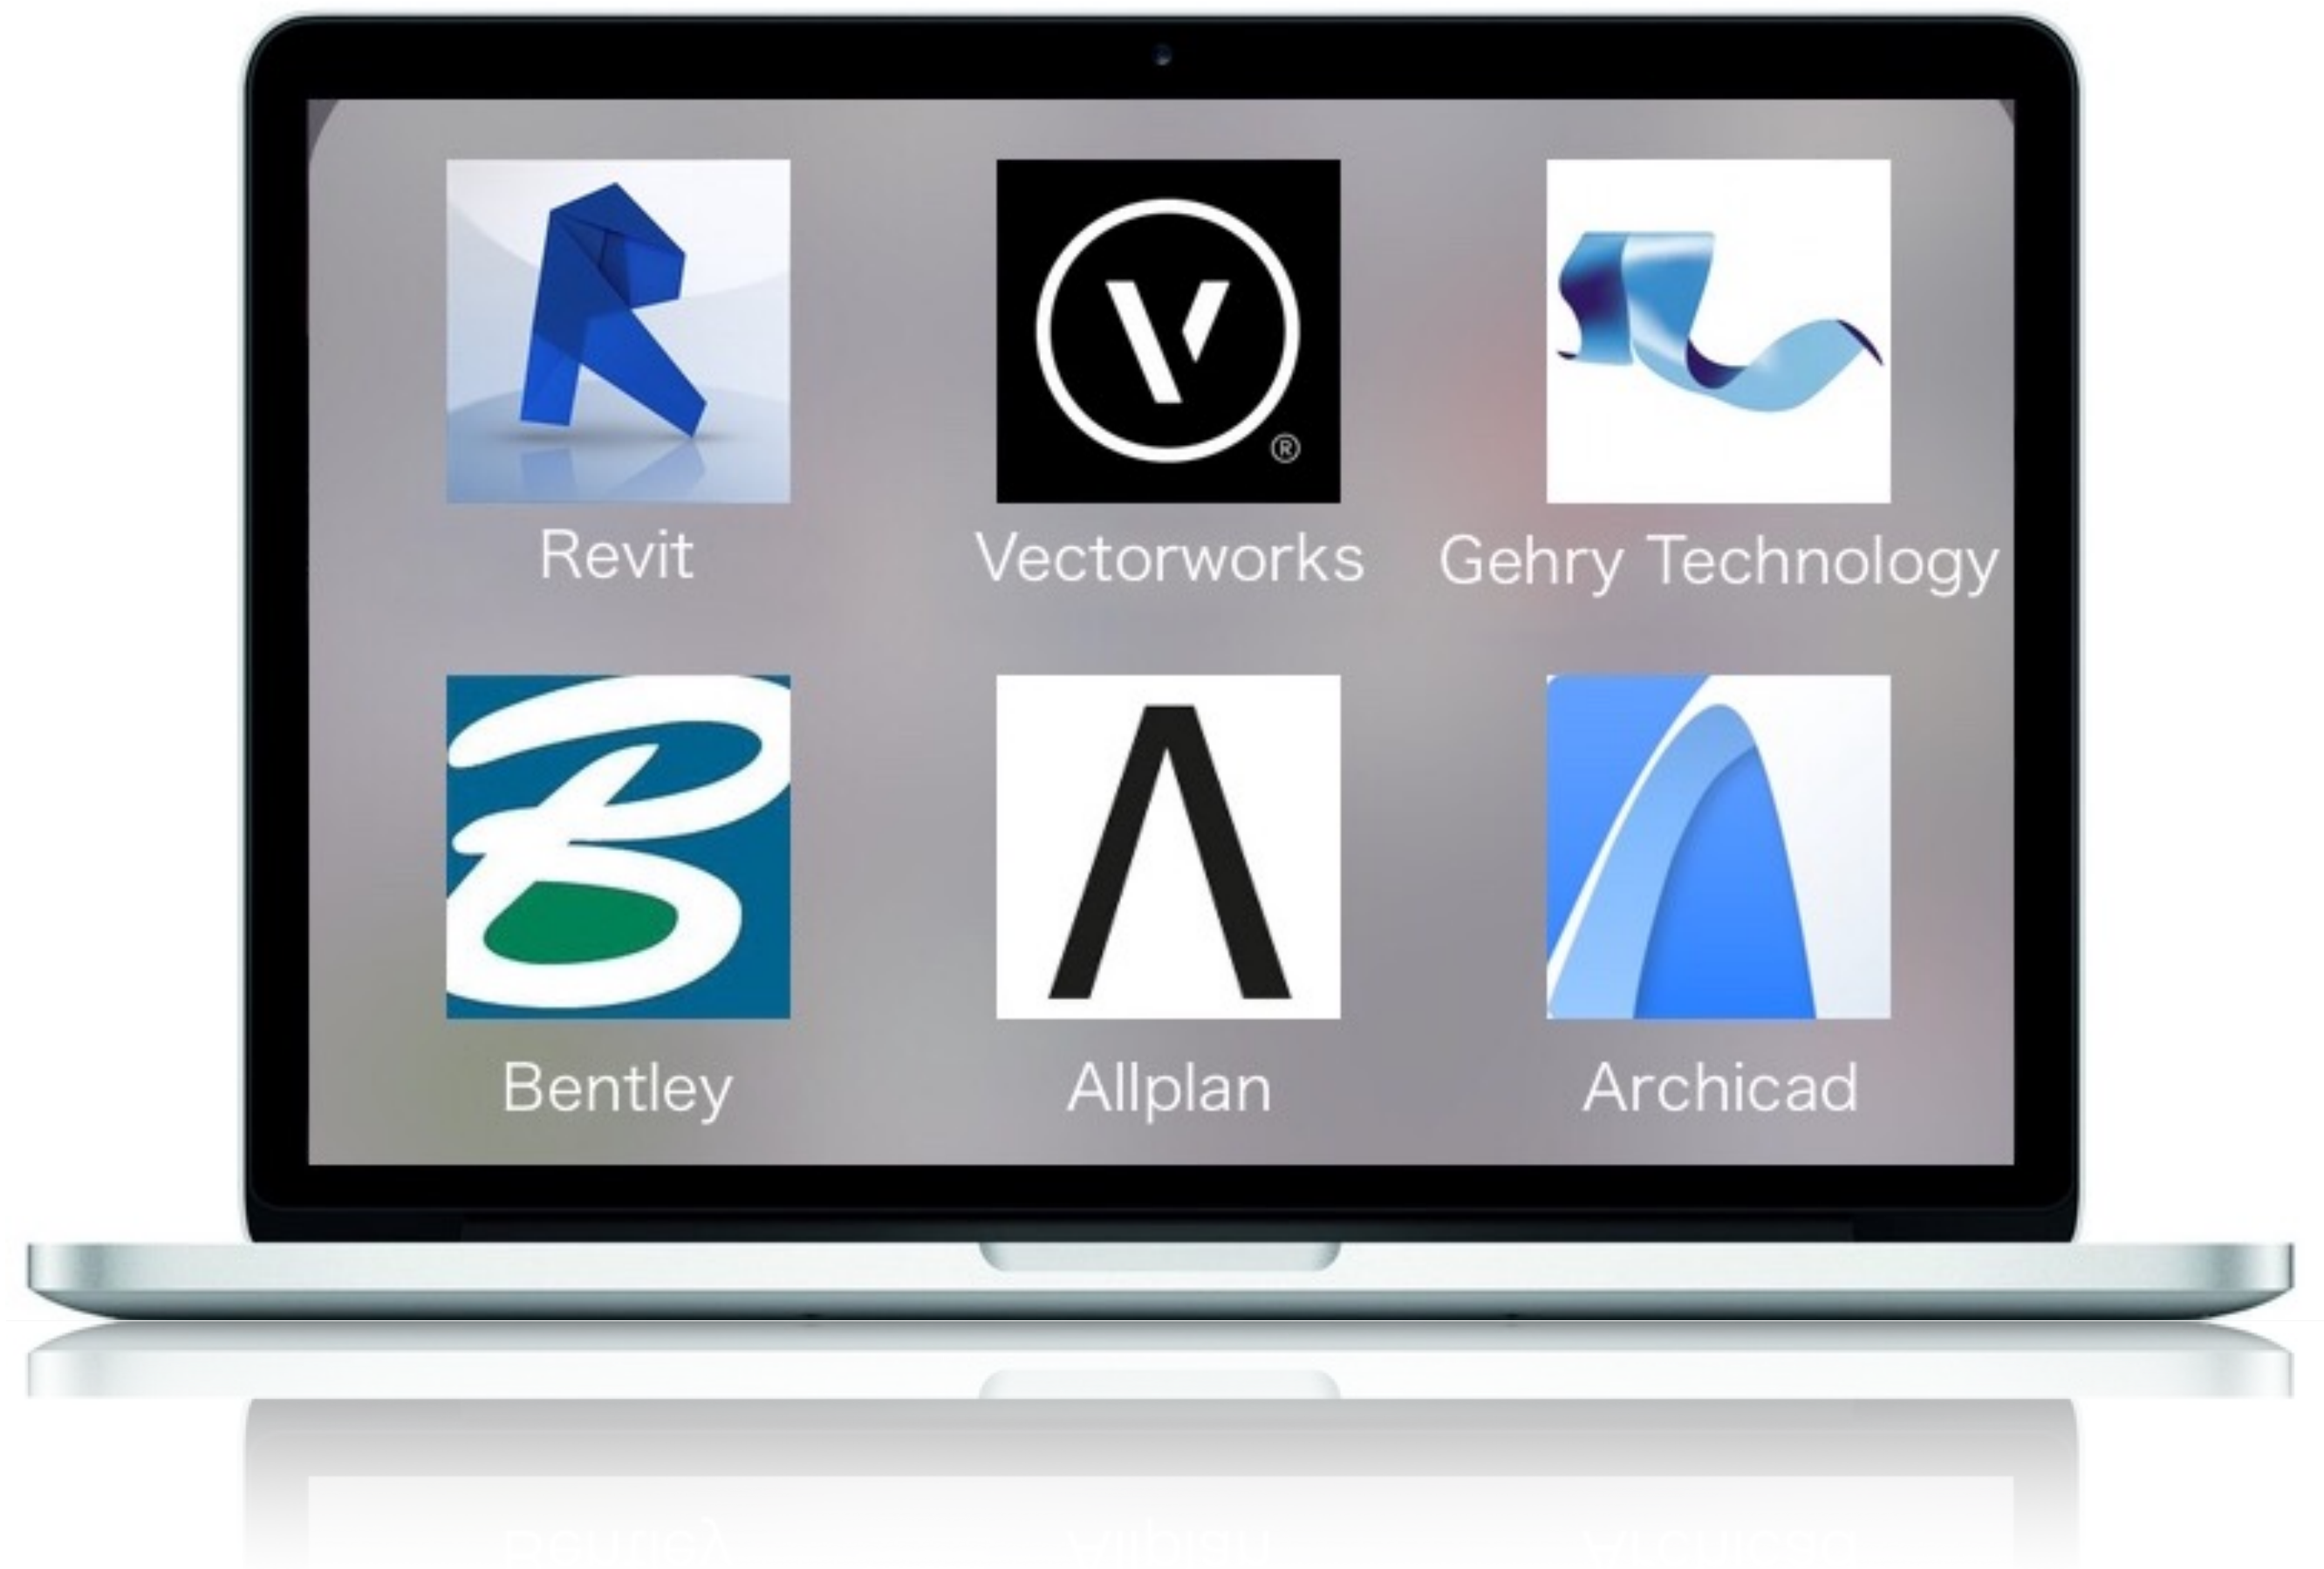 ®
Revit
Vectorworks
Gehry Technology
Bentley
Allplan
Archicad